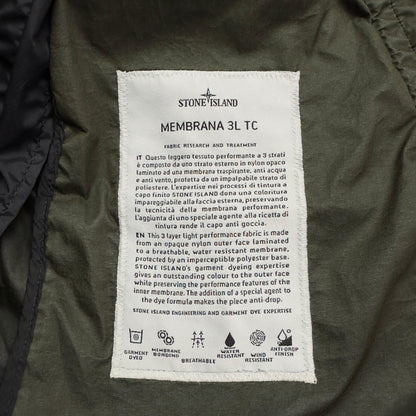 STONE ISLAND
MEMBRANA 3L TC
FABRIC RESEARCH AND TREATMENT
IT Questo leggero tessuto performante a 3 strati
è composto da uno strato esterno in nylon opaco
laminato ad una membrana traspirante, anti acqua
e anti vento, protetta da un impalpabile strato di
poliestere. L'expertise nei processi di tintura a
capo finito STONE ISLAND dona una colorazione
impareggiabile alla faccia esterna, preservando
la tecnicità della membrana performante.
L'aggiunta di uno speciale agente alla ricetta di
tintura rende il capo anti goccia.
EN This 3 layer light performance fabric is made
from an opaque nylon outer face laminated
to a breathable, water resistant membrane,
protected by an imperceptible polyester base.
STONE ISLAND's garment dyeing expertise
gives an outstanding colour to the outer face
while preserving the performance features of the
inner membrane. The addition of a special agent to
the dye formula makes the piece anti-drop.
STONE ISLAND ENGINEERING AND GARMENT DYE EXPERTISE
GARMENT DYED
MEMBRANE BONDING
BREATHABLE
WATER RESISTANT
WIND RESISTANT
ANTI-DROP FINISH